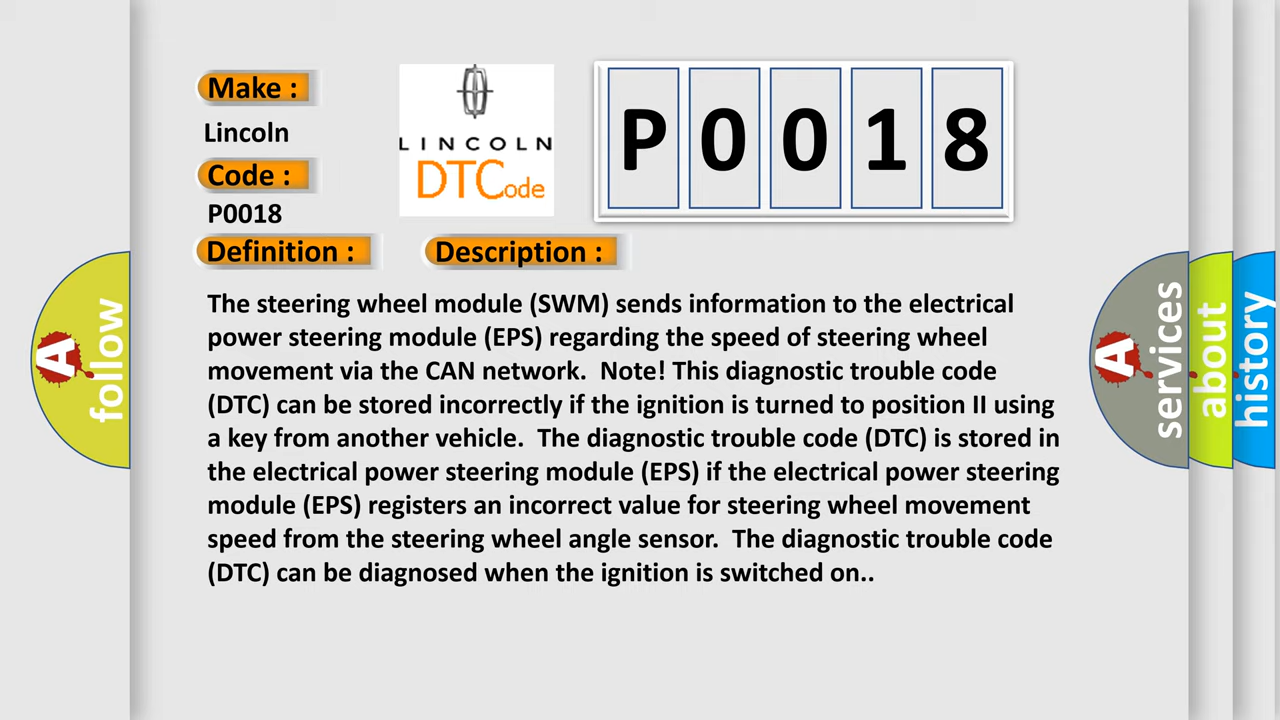 Make :
Lincoln
Code :
P0018
LINCOLN
DTCode
P0018
Definition :
Description :
The steering wheel module (SWM) sends information to the electrical
power steering module (EPS) regarding the speed of steering wheel
movement via the CAN network.  Note! This diagnostic trouble code
(DTC) can be stored incorrectly if the ignition is turned to position II using
a key from another vehicle.  The diagnostic trouble code (DTC) is stored in
the electrical power steering module (EPS) if the electrical power steering
module (EPS) registers an incorrect value for steering wheel movement
speed from the steering wheel angle sensor.  The diagnostic trouble code
(DTC) can be diagnosed when the ignition is switched on..
A
follow
A
services
about
history